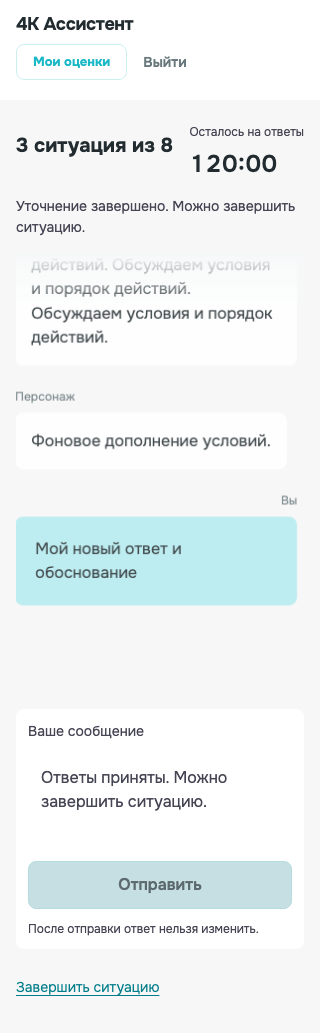 4K Ассистент
Мои оценки
Выйти
3 ситуация из 8
Осталось на ответы
120:00
Уточнение завершено. Можно завершить
ситуацию.
действий. Обсуждаем условия
и порядок действий.
Обсуждаем условия и порядок
действий.
Персонаж
Фоновое дополнение условий.
Вы
Мой новый ответ и
обоснование
Ваше сообщение
Ответы приняты. Можно
завершить ситуацию.
Отправить
После отправки ответ нельзя изменить.
Завершить ситуацию